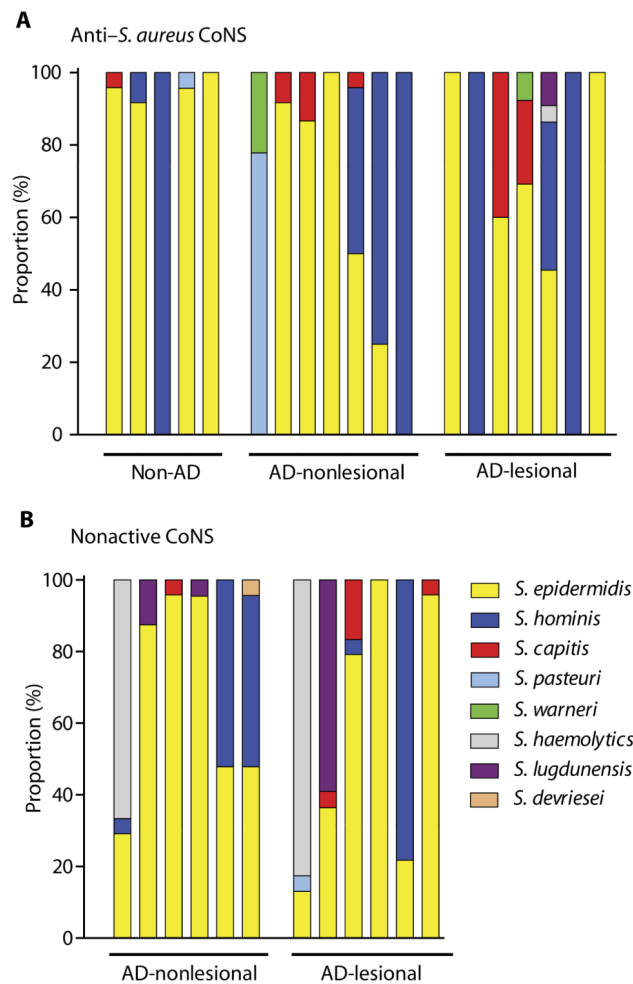 A
Anti–S. aureus CoNS
Proportion (%)
100
80
60
40
20
0
Non-AD
AD-nonlesional
AD-lesional
B
Nonactive CoNS
Proportion (%)
100
80
60
40
20
0
AD-nonlesional
AD-lesional
S. epidermidis
S. hominis
S. capitis
S. pasteuri
S. warneri
S. haemolytics
S. lugdunensis
S. devriesei